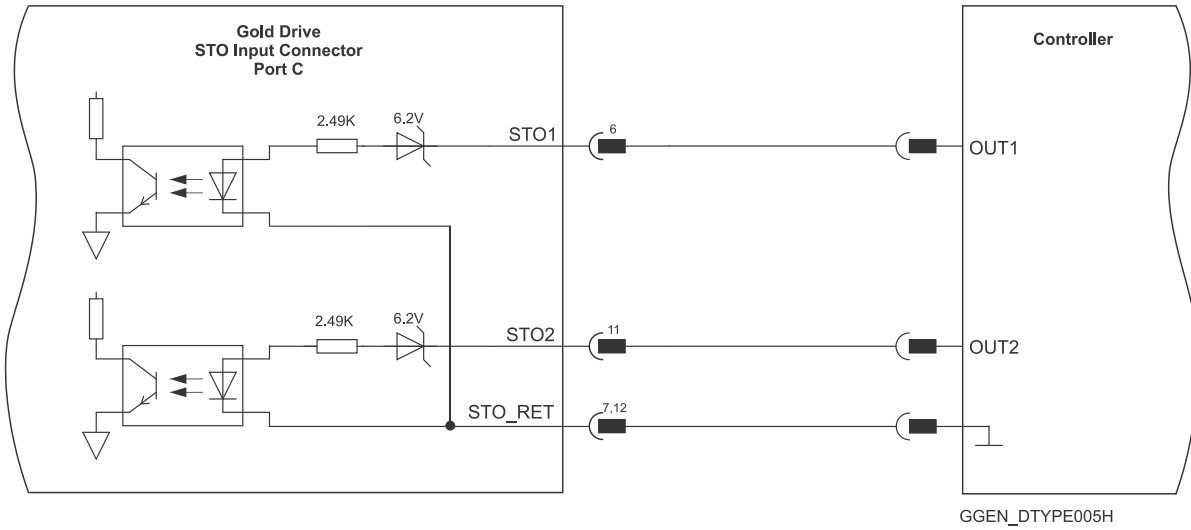 Gold Drive
STO Input Connector
Port C
Controller
2.49K
6.2V
STO1
6
OUT1
2.49K
6.2V
STO2
11
OUT2
STO_RET
7,12
GGEN_DTYPE005H